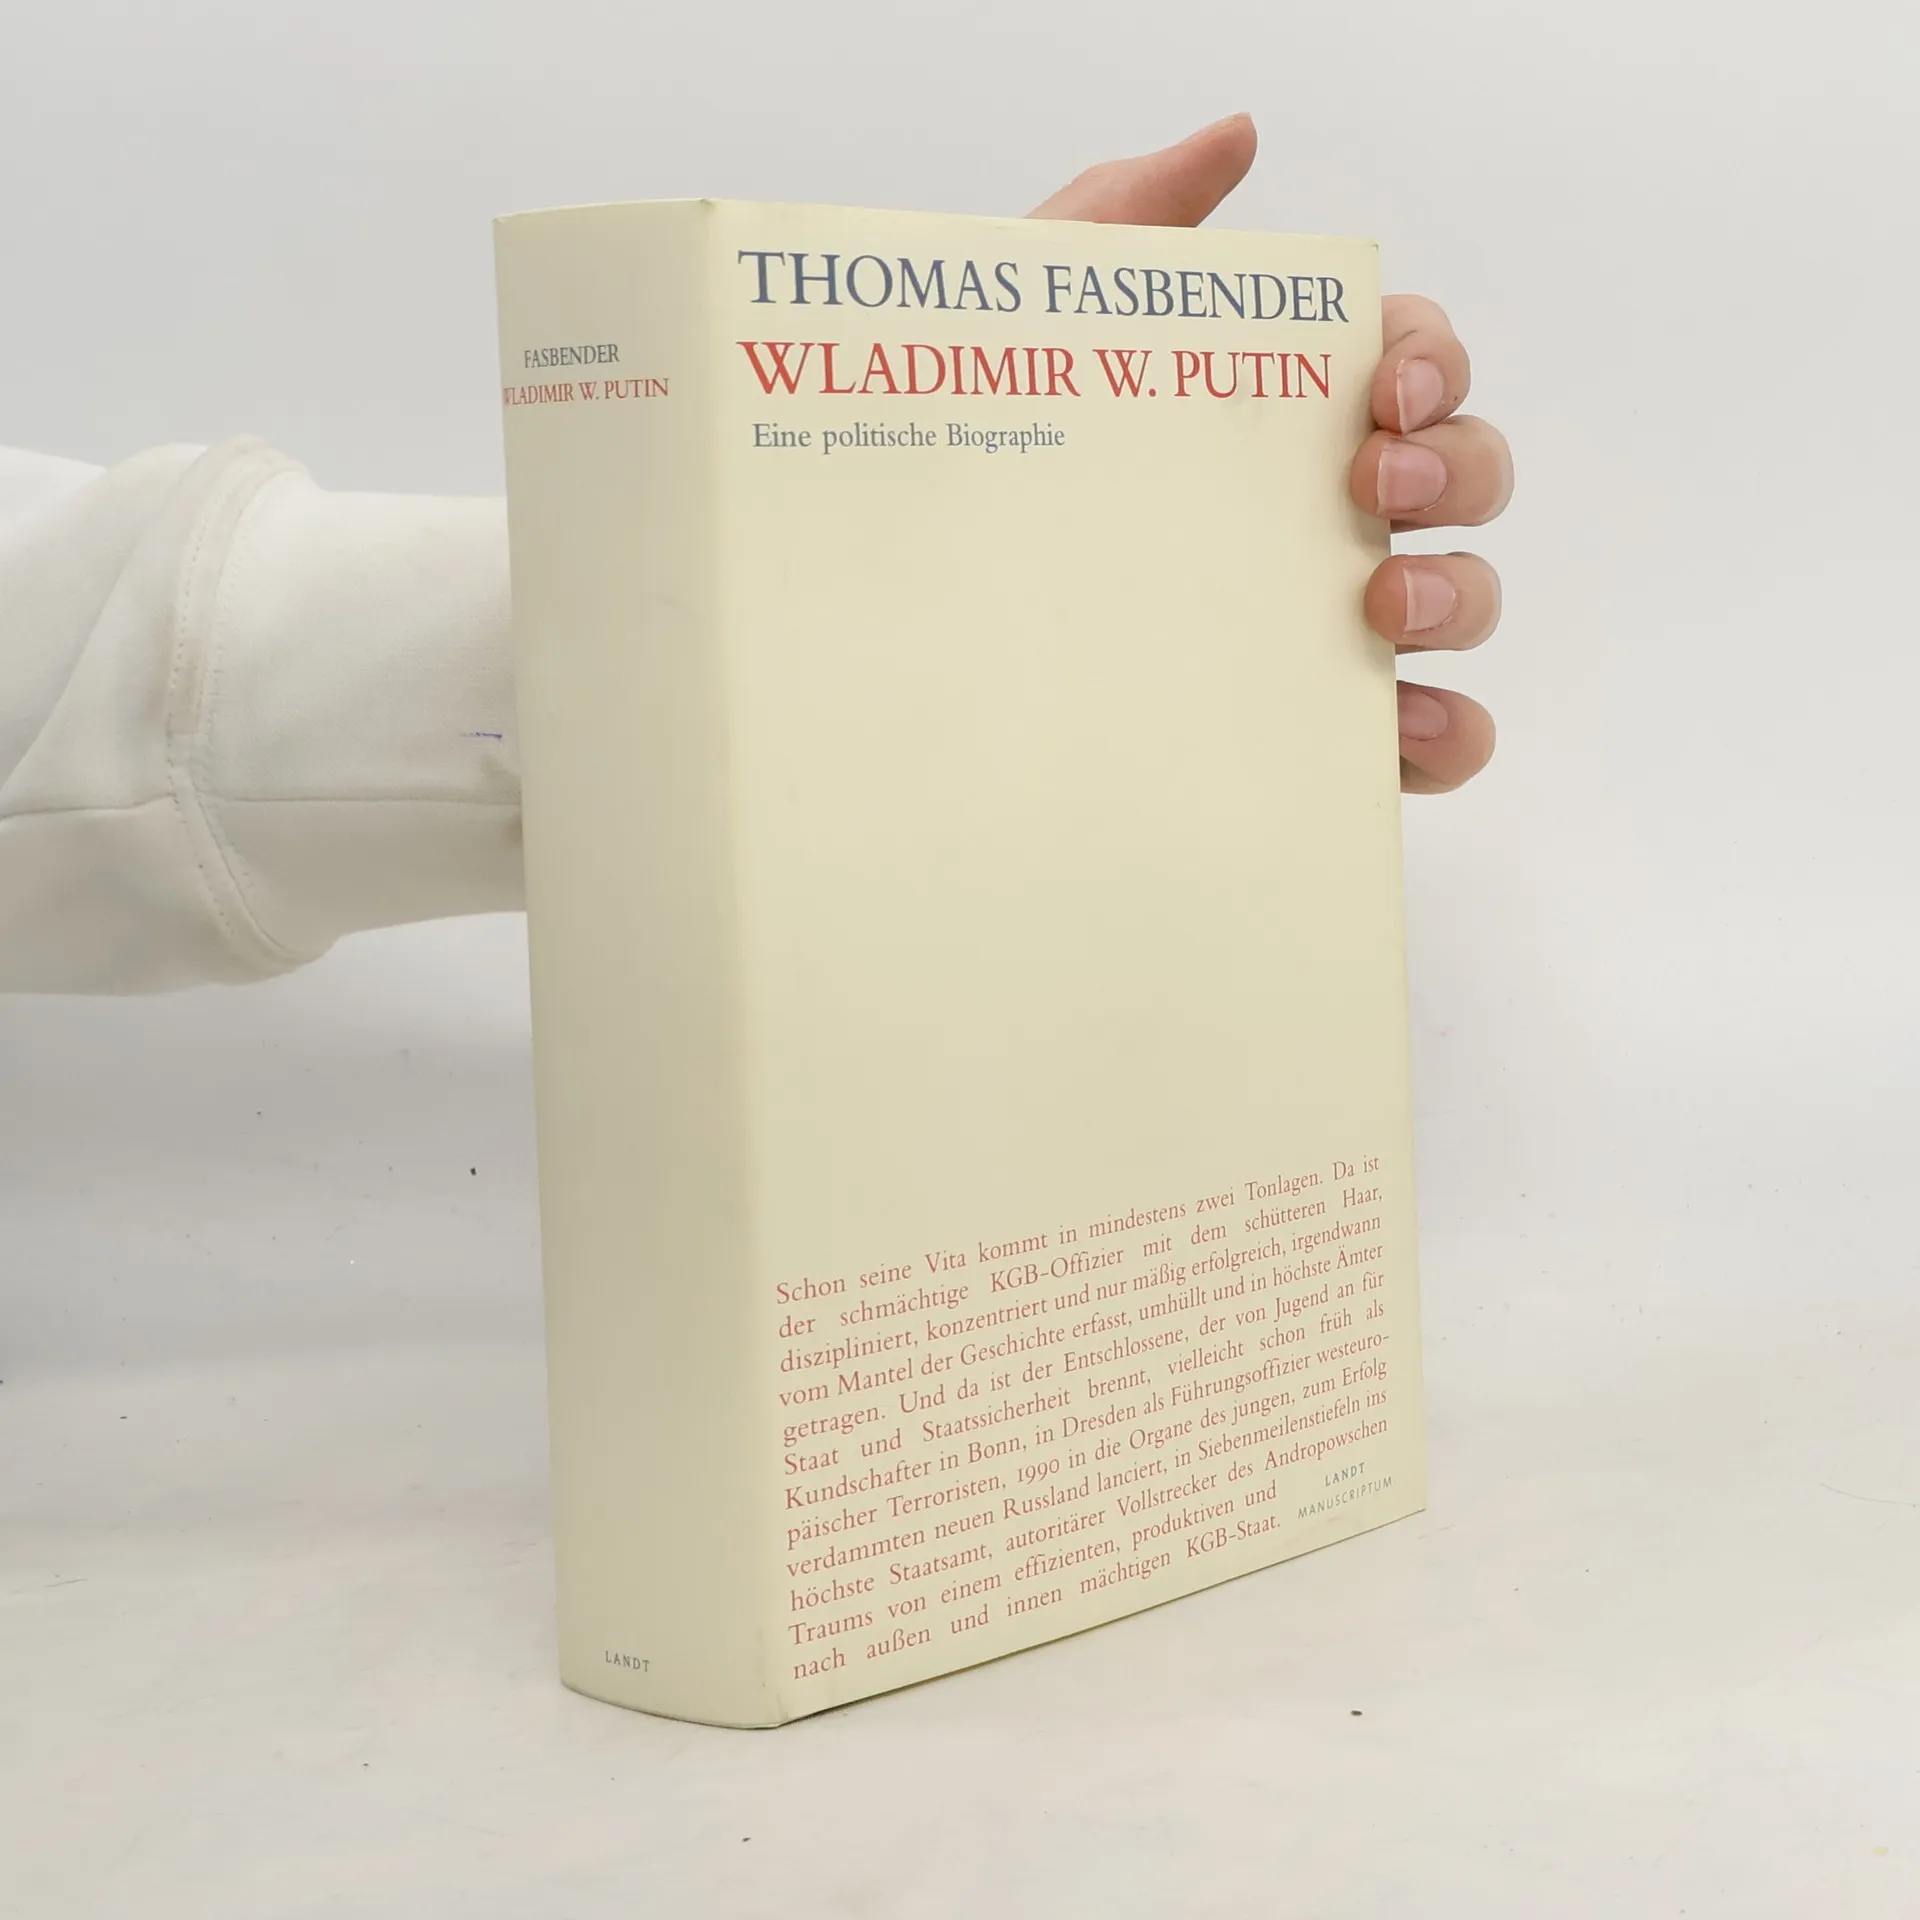 FASBENDER
WLADIMIR W. PUTIN
LANDT
THOMAS FASBENDER
WLADIMIR W. PUTIN
Eine politische Biographie
Schon seine Vita kommt in mindestens zwei Tonlagen. Da ist
der schmächtige KGB-Offizier mit dem schütteren Haar,
diszipliniert, konzentriert und nur mäßig erfolgreich, irgendwann
vom Mantel der Geschichte erfasst, umhüllt und in höchste Ämter
getragen. Und da ist der Entschlossene, der von Jugend an für
Staat und Staatssicherheit brennt, vielleicht schon früh als
Kundschafter in Bonn, in Dresden als Führungsoffizier westeuro-
päischer Terroristen, 1990 in die Organe des jungen, zum Erfolg
verdammten neuen Russland lanciert, in Siebenmeilenstiefeln ins
höchste Staatsamt, autoritärer Vollstrecker des Andropowschen
Traums von einem effizienten, produktiven und
nach außen und innen mächtigen KGB-Staat.
LANDT
MANUSCRIPTUM